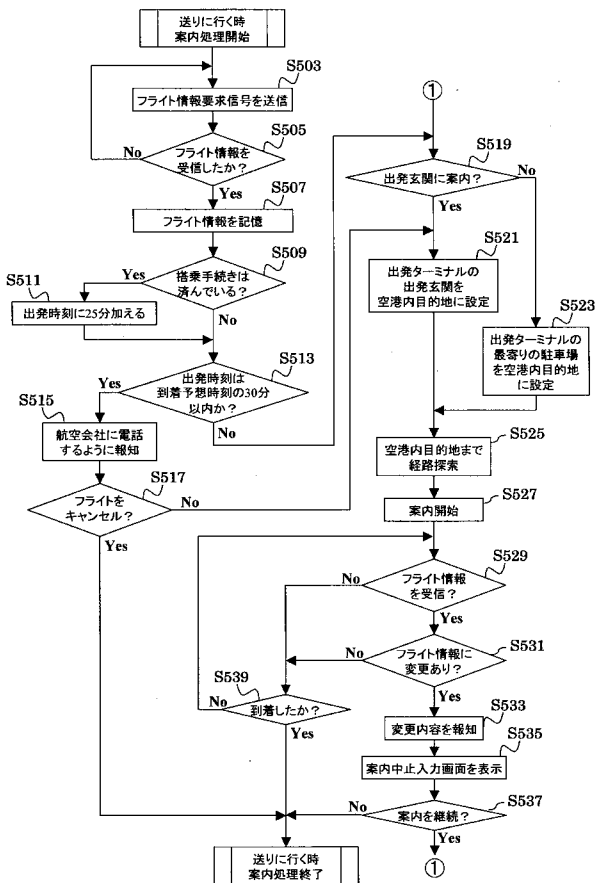 送りに行く時
案内処理開始
S503
フライト情報要求信号を送信
S505
フライト情報を
受信したか？
No
Yes
S507
フライト情報を記憶
S509
搭乗手続きは
済んでいる？
Yes
No
S511
出発時刻に25分加える
S513
出発時刻は
到着予想時刻の30分
以内か？
Yes
No
S515
航空会社に電話
するように報知
S517
フライトを
キャンセル？
No
Yes
①
S519
出発玄関に案内？
No
Yes
S521
出発ターミナルの
出発玄関を
空港内目的地に設定
S523
出発ターミナルの
最寄りの駐車場
を空港内目的地
に設定
S525
空港内目的地まで
経路探索
S527
案内開始
S529
フライト情報
を受信？
No
Yes
S531
フライト情報に
変更あり？
No
Yes
S533
変更内容を報知
S535
案内中止入力画面を表示
S537
案内を継続？
No
Yes
①
S539
到着したか？
No
Yes
送りに行く時
案内処理終了